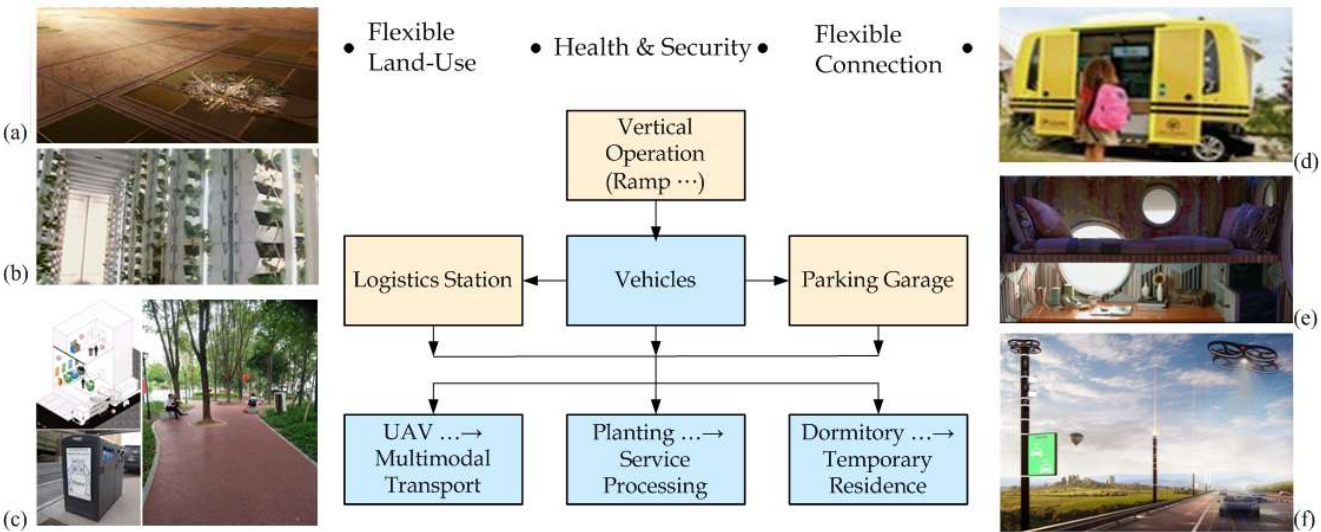 (a)
(b)
(c)
• Flexible
Land-Use
• Health & Security •
Flexible
Connection •
Vertical
Operation
(Ramp ⋯)
Logistics Station
Vehicles
Parking Garage
UAV …→
Multimodal
Transport
Planting …→
Service
Processing
Dormitory …→
Temporary
Residence
(d)
(e)
(f)